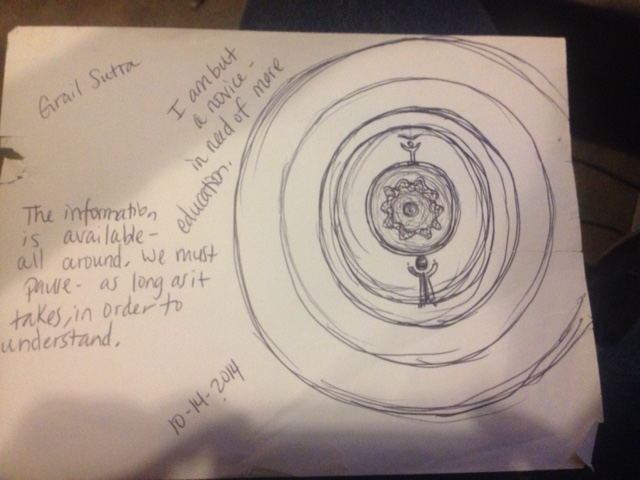 Grail Sutra
I am but
a novice -
in need of more
education.
The information
is available -
all around. We must
pause - as long as it
takes, in order to
understand.
10-14-2014